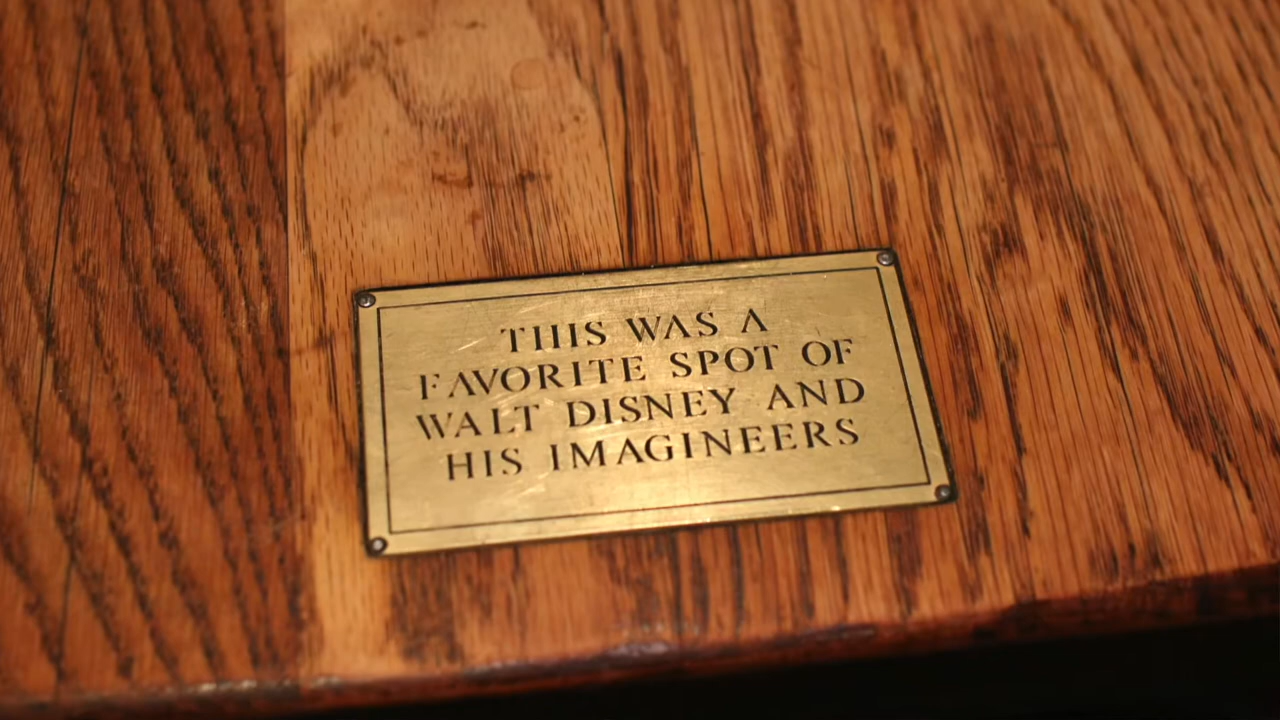 THIS WAS A
FAVORITE SPOT OF
WALT DISNEY AND
HIS IMAGINEERS